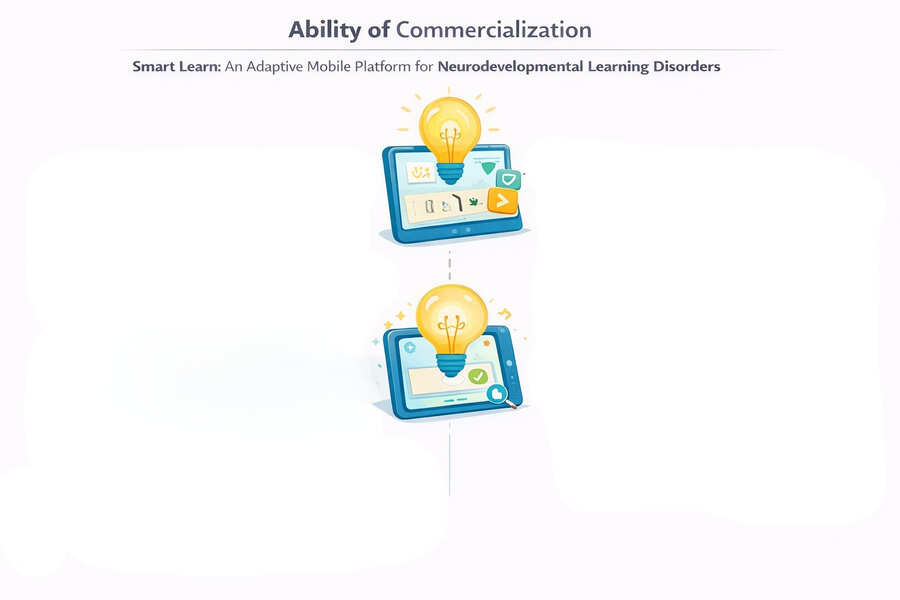 Ability of Commercialization
Smart Learn: An Adaptive Mobile Platform for Neurodevelopmental Learning Disorders